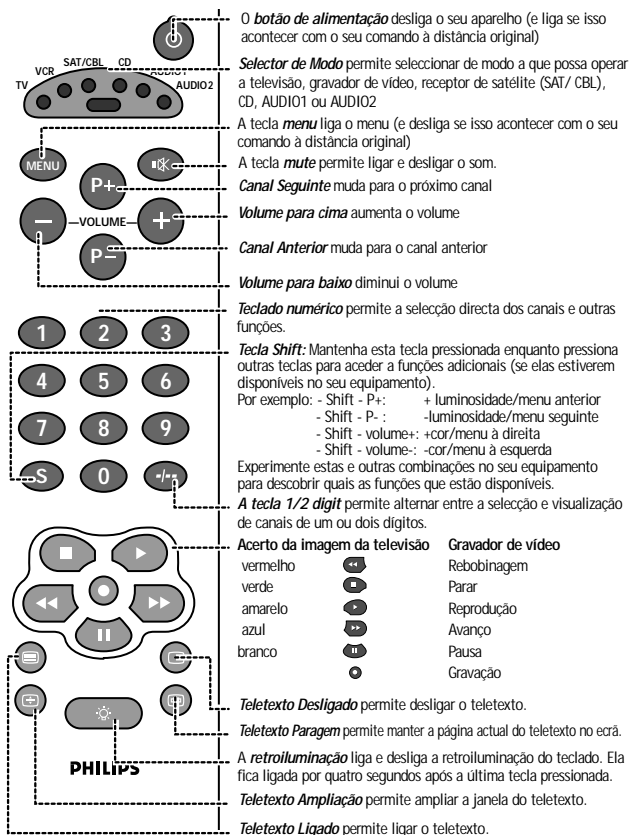 O botão de alimentação desliga o seu aparelho (e liga se isso
acontecer com o seu comando à distância original)
Selector de Modo permite seleccionar de modo a que possa operar
a televisão, gravador de vídeo, receptor de satélite (SAT/ CBL),
CD, AUDIO1 ou AUDIO2
TV VCR SAT/CBL CD AUDIO1 AUDIO2
A tecla menu liga o menu (e desliga se isso acontecer com o seu
comando à distância original)
MENU
A tecla mute permite ligar e desligar o som.
P+
Canal Seguinte muda para o próximo canal
− VOLUME +
Volume para cima aumenta o volume
P−
Canal Anterior muda para o canal anterior
Volume para baixo diminui o volume
Teclado numérico permite a selecção directa dos canais e outras
funções.
1 2 3
4 5 6
7 8 9
S 0 -/--
Tecla Shift: Mantenha esta tecla pressionada enquanto pressiona
outras teclas para aceder a funções adicionais (se elas estiverem
disponíveis no seu equipamento).
Por exemplo: - Shift - P+: + luminosidade/menu anterior
- Shift - P- : -luminosidade/menu seguinte
- Shift - volume+: +cor/menu à direita
- Shift - volume-: -cor/menu à esquerda
Experimente estas e outras combinações no seu equipamento
para descobrir quais as funções que estão disponíveis.
A tecla 1/2 digit permite alternar entre a selecção e visualização
de canais de um ou dois dígitos.
Acerto da imagem da televisão Gravador de vídeo
vermelho Rebobinagem
verde Parar
amarelo Reprodução
azul Avanço
branco Pausa
Gravação
Teletexto Desligado permite desligar o teletexto.
Teletexto Paragem permite manter a página actual do teletexto no ecrã.
A retroiluminação liga e desliga a retroiluminação do teclado. Ela
fica ligada por quatro segundos após a última tecla pressionada.
PHILIPS
Teletexto Ampliação permite ampliar a janela do teletexto.
Teletexto Ligado permite ligar o teletexto.